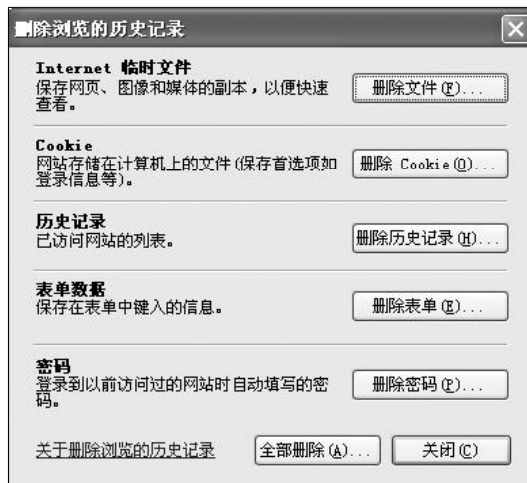 删除浏览的历史记录
Internet 临时文件
保存网页、图像和媒体的副本，以便快速
查看。
删除文件(F)...
Cookie
网站存储在计算机上的文件(保存首选项如
登录信息等)。
删除 Cookie(O)...
历史记录
已访问网站的列表。
删除历史记录(H)...
表单数据
保存在表单中键入的信息。
删除表单(E)...
密码
登录到以前访问过的网站时自动填写的密
码。
删除密码(P)...
关于删除浏览的历史记录
全部删除(A)...
关闭(C)